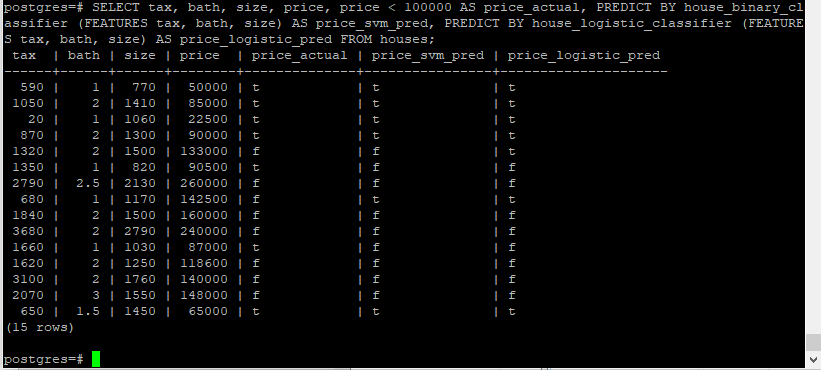 postgres=# SELECT tax, bath, size, price, price < 100000 AS price_actual, PREDICT BY house_binary_cl
assifier (FEATURES tax, bath, size) AS price_svm_pred, PREDICT BY house_logistic_classifier (FEATURE
S tax, bath, size) AS price_logistic_pred FROM houses;
 tax  | bath | size | price  | price_actual | price_svm_pred | price_logistic_pred
------+------+------+--------+--------------+----------------+---------------------
  590 |    1 |  770 |  50000 | t            | t              | t
 1050 |    2 | 1410 |  85000 | t            | t              | t
   20 |    1 | 1060 |  22500 | t            | t              | t
  870 |    2 | 1300 |  90000 | t            | t              | t
 1320 |    2 | 1500 | 133000 | f            | t              | t
 1350 |    1 |  820 |  90500 | t            | f              | f
 2790 |  2.5 | 2130 | 260000 | f            | f              | f
  680 |    1 | 1170 | 142500 | f            | t              | t
 1840 |    2 | 1500 | 160000 | f            | f              | f
 3680 |    2 | 2790 | 240000 | f            | f              | f
 1660 |    1 | 1030 |  87000 | t            | f              | f
 1620 |    2 | 1250 | 118600 | f            | f              | f
 3100 |    2 | 1760 | 140000 | f            | f              | f
 2070 |    3 | 1550 | 148000 | f            | f              | f
  650 |  1.5 | 1450 |  65000 | t            | t              | t
(15 rows)
postgres=#